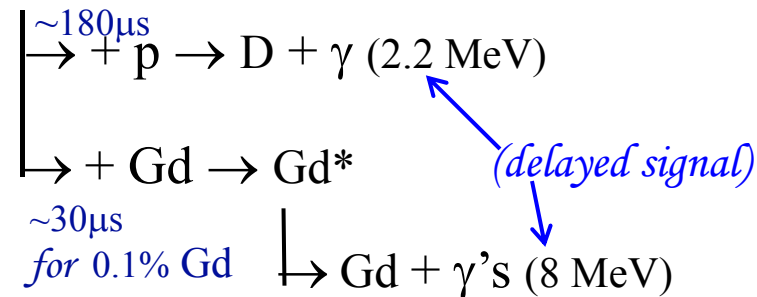 ~180μs
→ + p → D + γ (2.2 MeV)
→ + Gd → Gd*
(delayed signal)
~30μs
for 0.1% Gd
→ Gd + γ's (8 MeV)